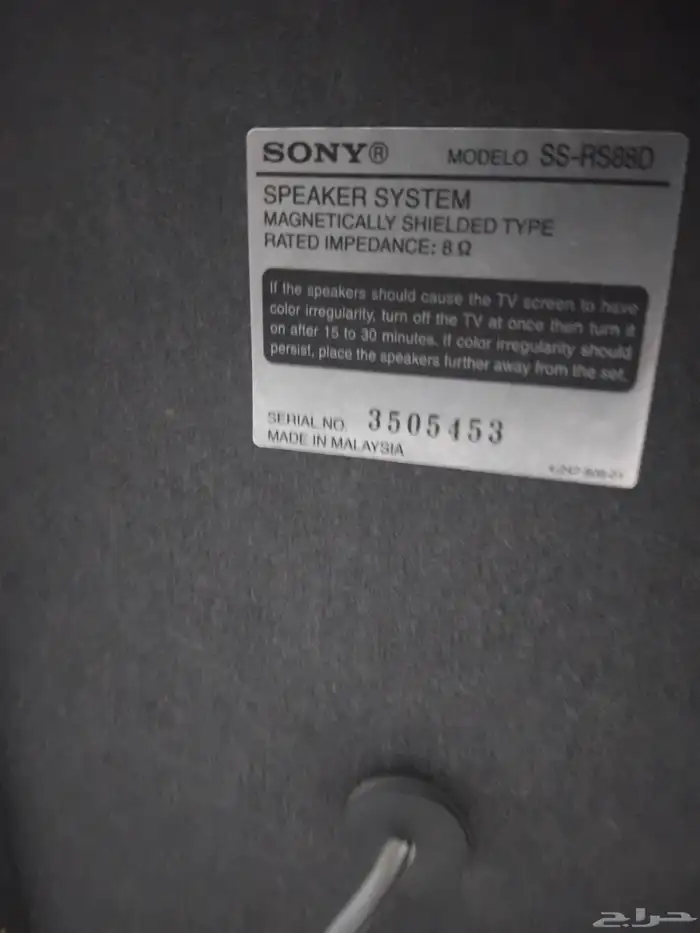 SONY® MODELO SS-RS88D
SPEAKER SYSTEM
MAGNETICALLY SHIELDED TYPE
RATED IMPEDANCE: 8 Ω
If the speakers should cause the TV screen to have
color irregularity, turn off the TV at once then turn it
on after 15 to 30 minutes. If color irregularity should
persist, place the speakers further away from the set.
SERIAL NO. 3505453
MADE IN MALAYSIA
حراج